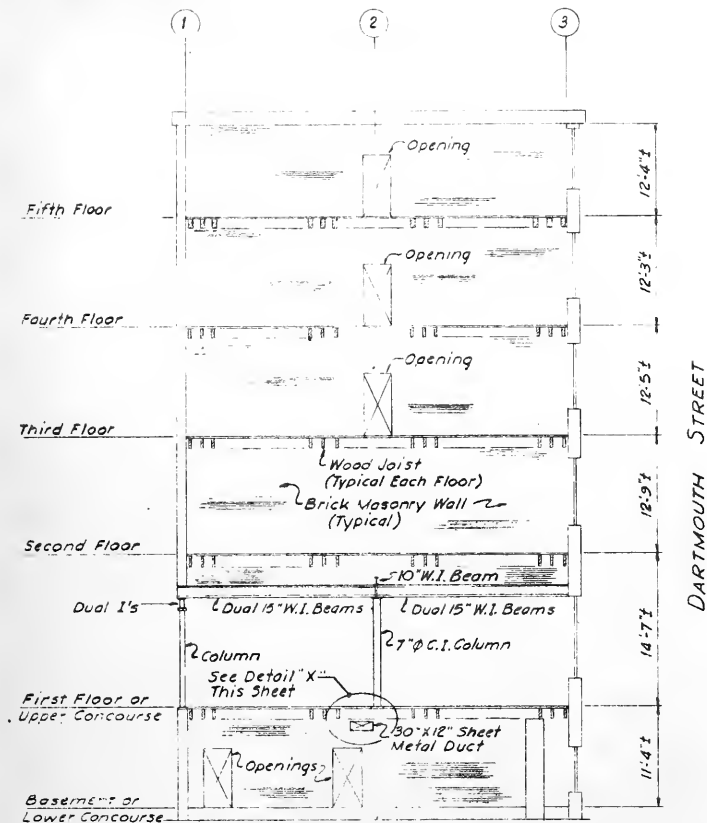 1 2 3
Opening
12'-4"±
Fifth Floor
Opening
12'-3"±
Fourth Floor
Opening
12'-5"±
Third Floor
Wood Joist
(Typical Each Floor)
Brick Masonry Wall
(Typical)
12'-9"±
Second Floor
10" W.I. Beam
Dual I's
Dual 15" W.I. Beams
Dual 15" W.I. Beams
14'-7"±
Column
7" Φ C.I. Column
See Detail "X"
This Sheet
First Floor or
Upper Concourse
30"X12" Sheet
Metal Duct
Openings
11'-4"±
Basement or
Lower Concourse
DARTMOUTH STREET